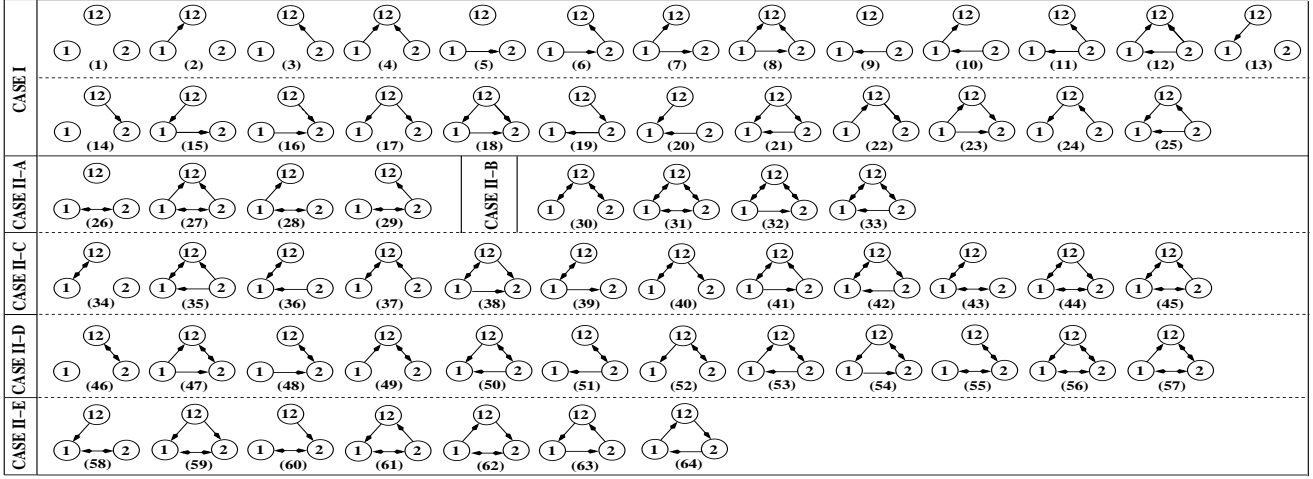 CASE I
12 12 12 12 12 12 12 12 12 12 12 12 12
1 2 1 2 1 2 1 2 1 2 1 2 1 2 1 2 1 2 1 2 1 2 1 2 1 2
(1) (2) (3) (4) (5) (6) (7) (8) (9) (10) (11) (12) (13)
12 12 12 12 12 12 12 12 12 12 12 12
1 2 1 2 1 2 1 2 1 2 1 2 1 2 1 2 1 2 1 2 1 2 1 2
(14) (15) (16) (17) (18) (19) (20) (21) (22) (23) (24) (25)
CASE II-A
12 12 12 12
1 2 1 2 1 2 1 2
(26) (27) (28) (29)
CASE II-B
12 12 12 12
1 2 1 2 1 2 1 2
(30) (31) (32) (33)
CASE II-C
12 12 12 12 12 12 12 12 12 12 12 12
1 2 1 2 1 2 1 2 1 2 1 2 1 2 1 2 1 2 1 2 1 2 1 2
(34) (35) (36) (37) (38) (39) (40) (41) (42) (43) (44) (45)
CASE II-D
12 12 12 12 12 12 12 12 12 12 12 12
1 2 1 2 1 2 1 2 1 2 1 2 1 2 1 2 1 2 1 2 1 2 1 2
(46) (47) (48) (49) (50) (51) (52) (53) (54) (55) (56) (57)
CASE II-E
12 12 12 12 12 12 12
1 2 1 2 1 2 1 2 1 2 1 2 1 2
(58) (59) (60) (61) (62) (63) (64)